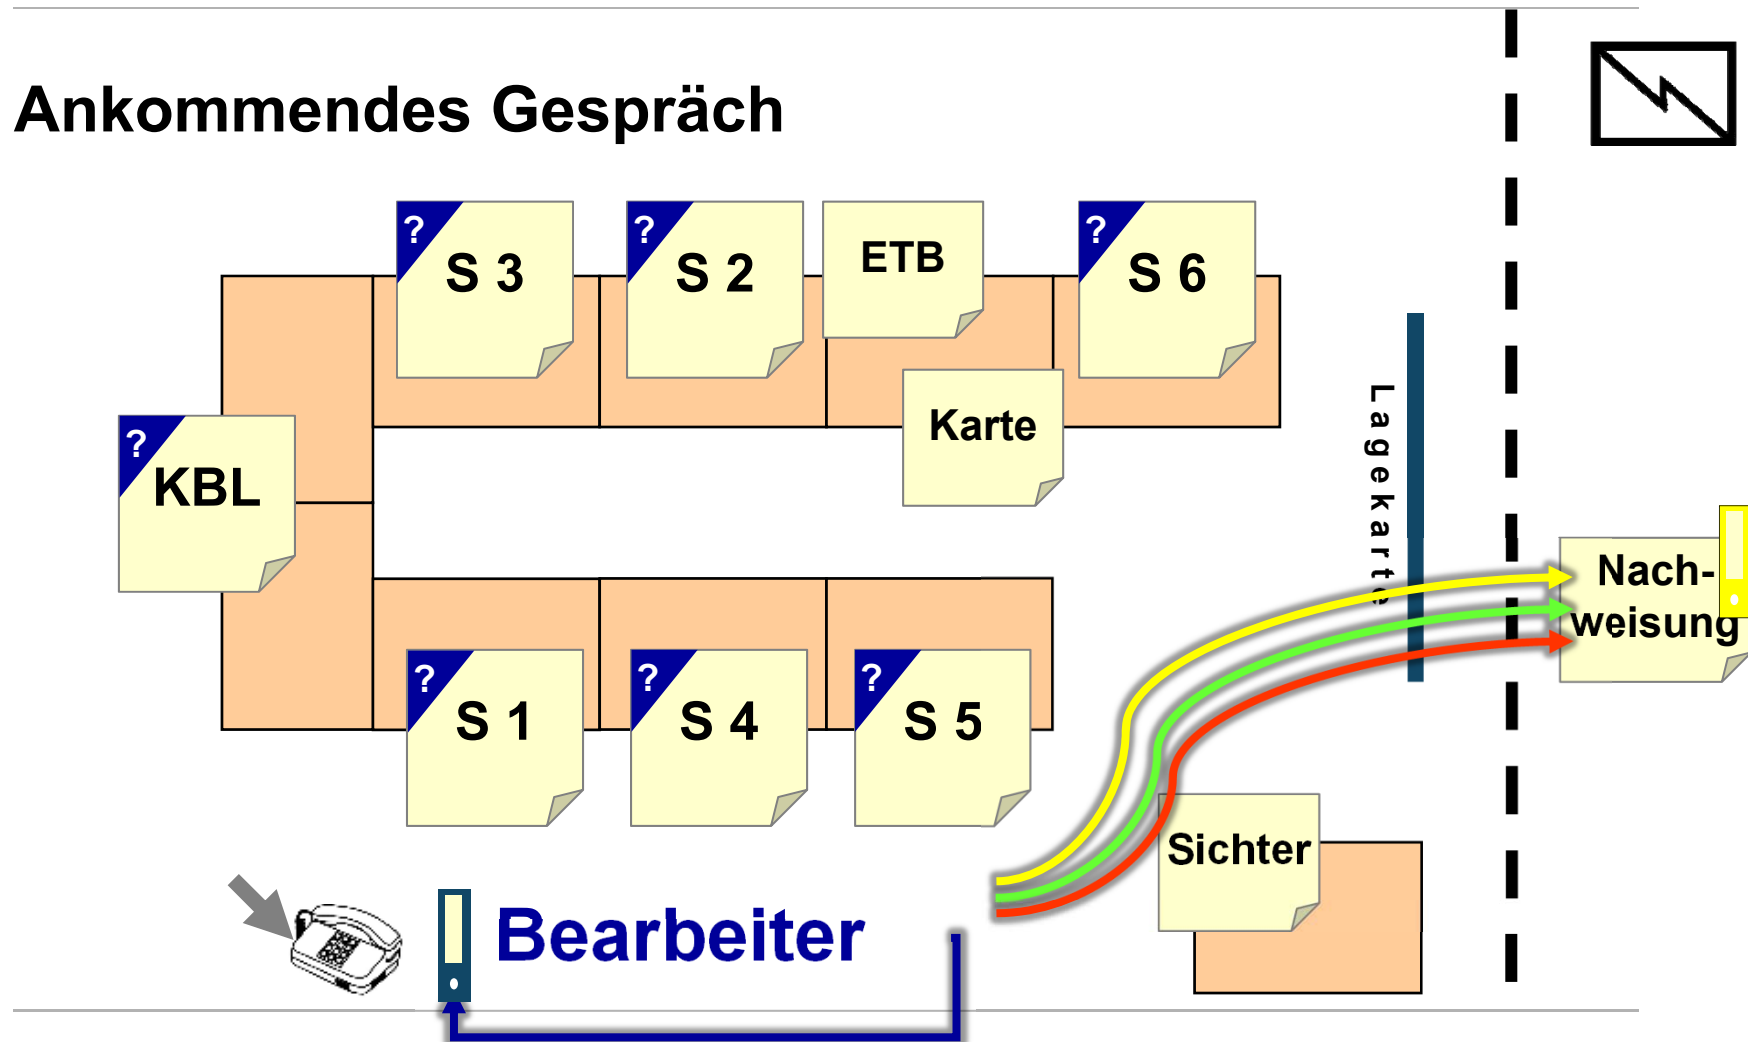 Ankommendes Gespräch
? S 3
? S 2
ETB
? S 6
Karte
Lagekarte
? KBL
Nach-
weisung
? S 1
? S 4
? S 5
Sichter
Bearbeiter